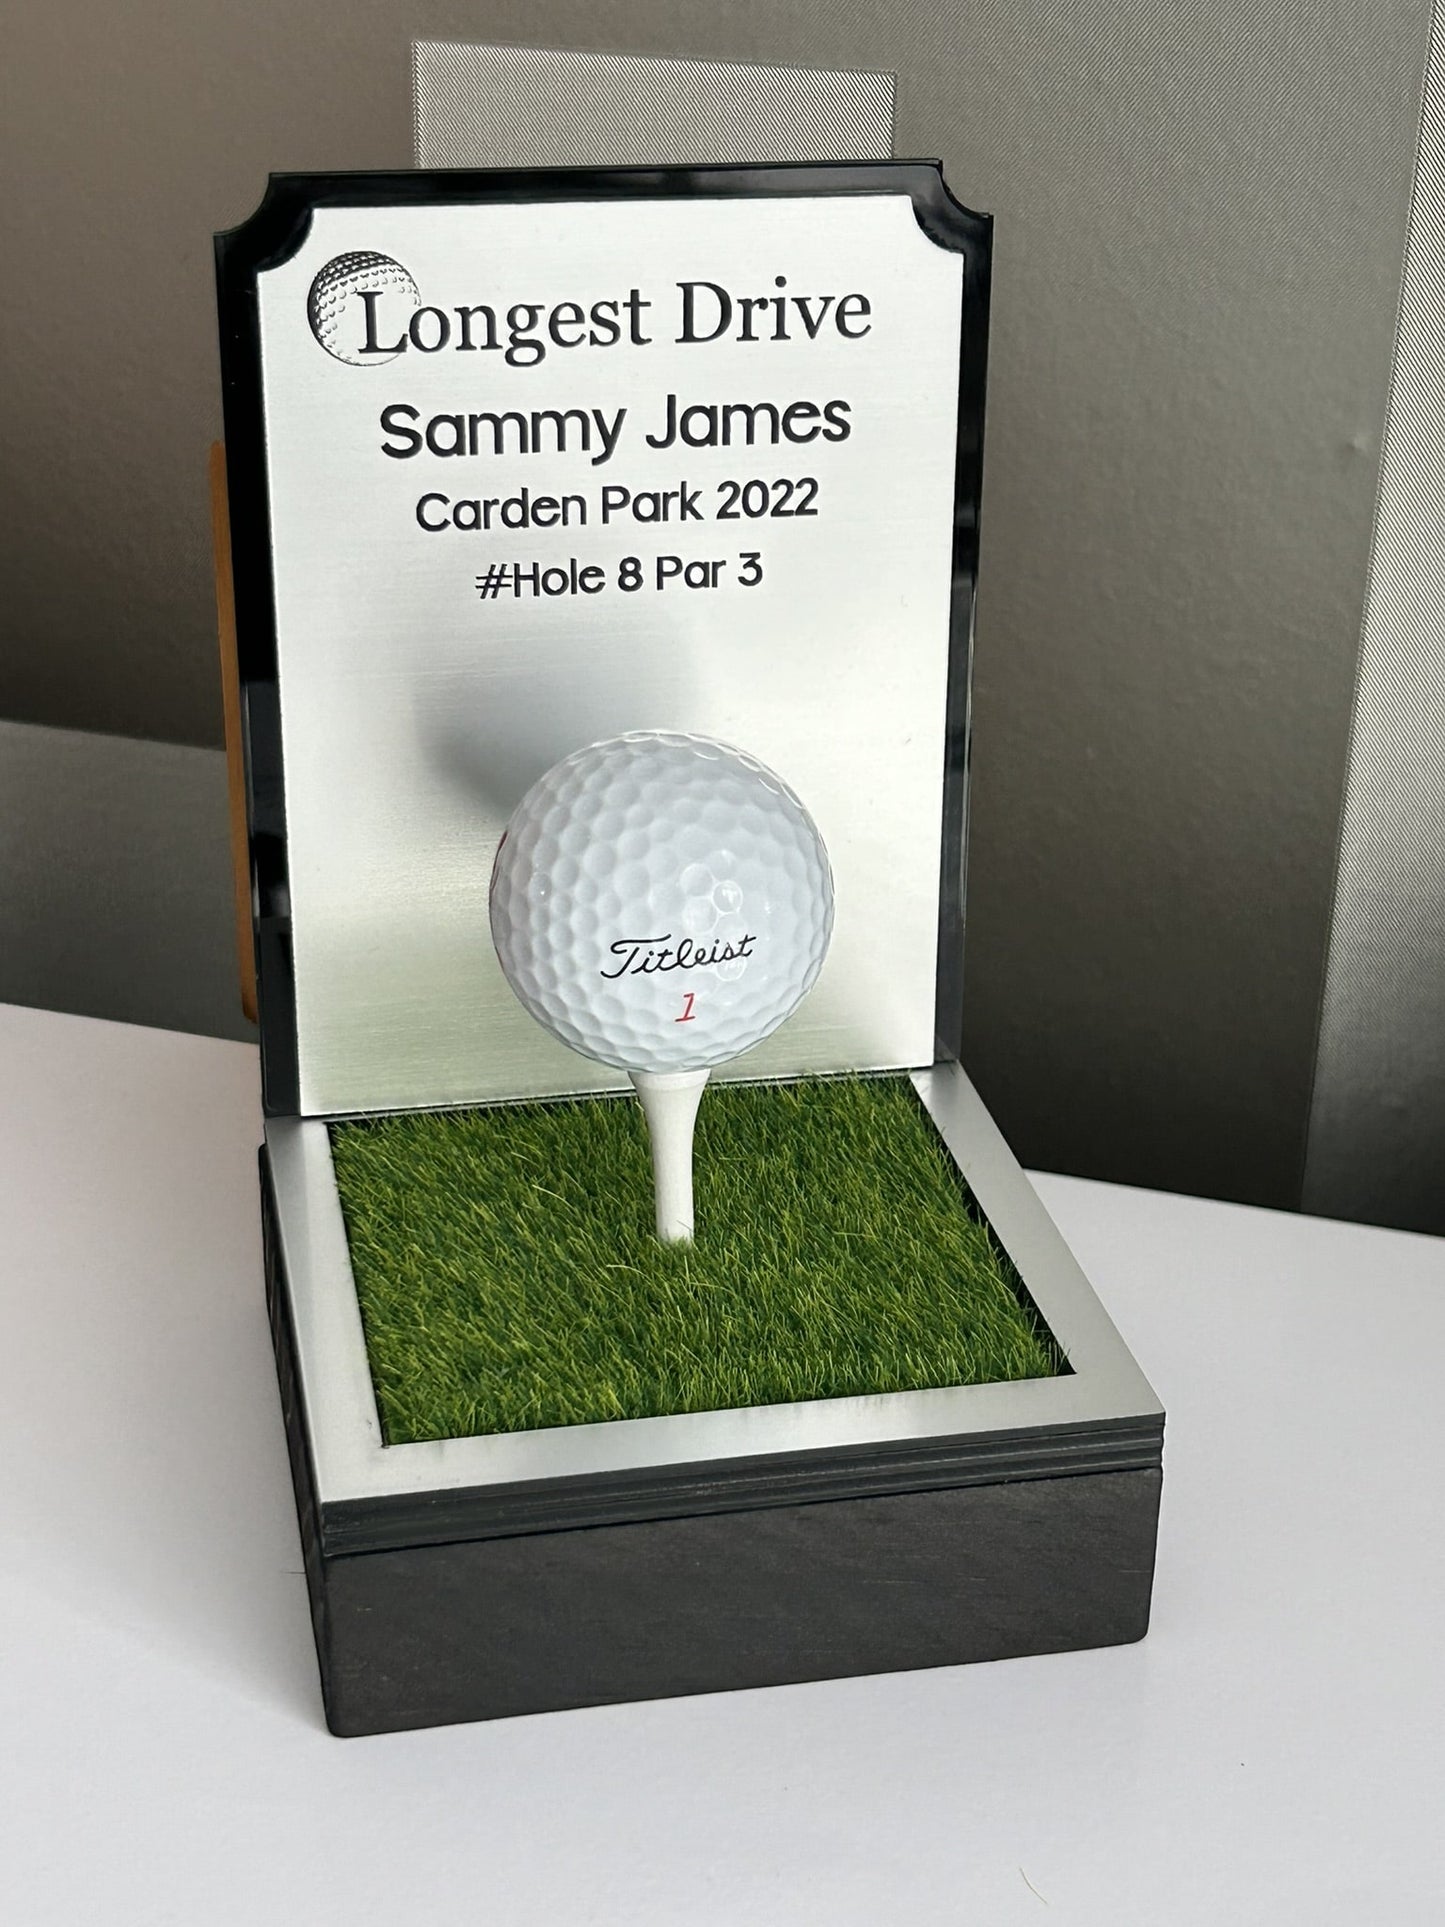 Longest Drive
Sammy James
Carden Park 2022
#Hole 8 Par 3
Titleist
1